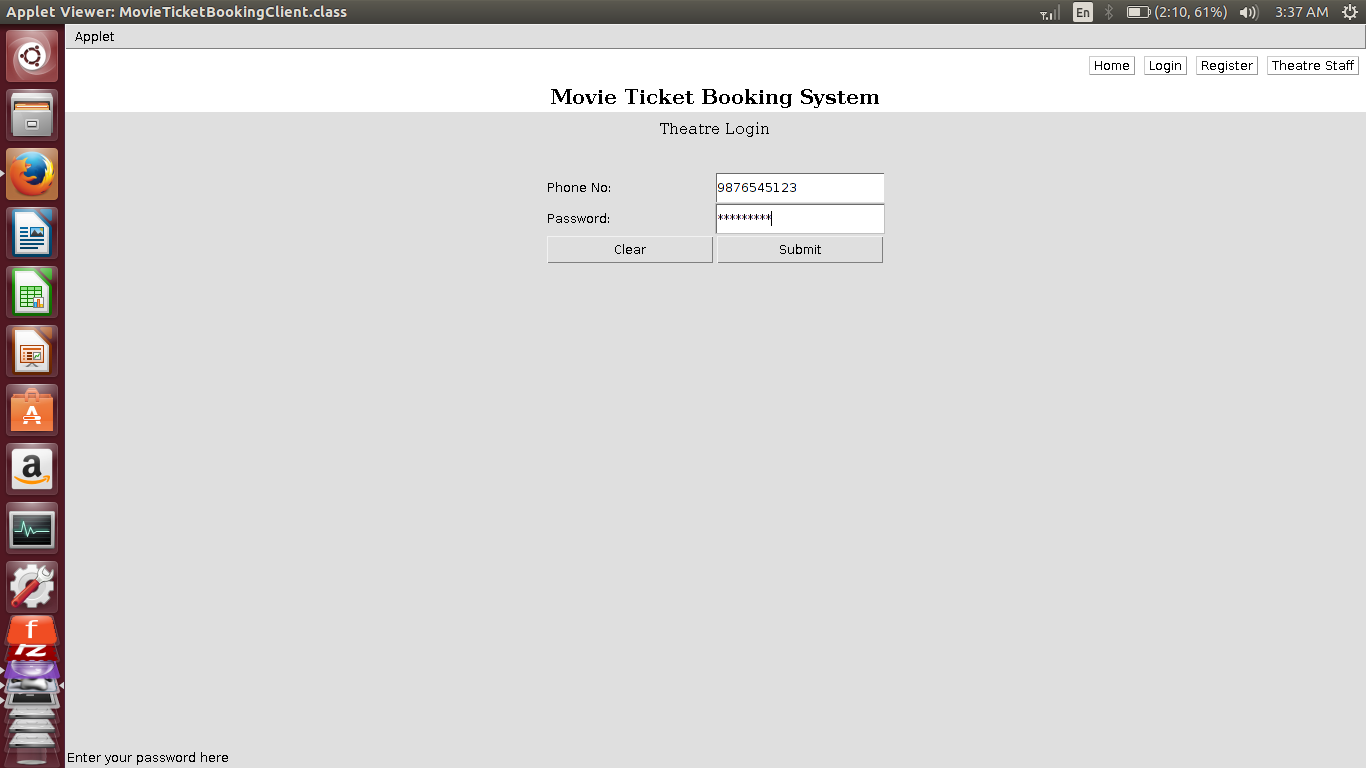 Applet Viewer: MovieTicketBookingClient.class
En (2:10, 61%) 3:37 AM
Applet
Home Login Register Theatre Staff
Movie Ticket Booking System
Theatre Login
Phone No: 9876545123
Password: *********
Clear Submit
Enter your password here